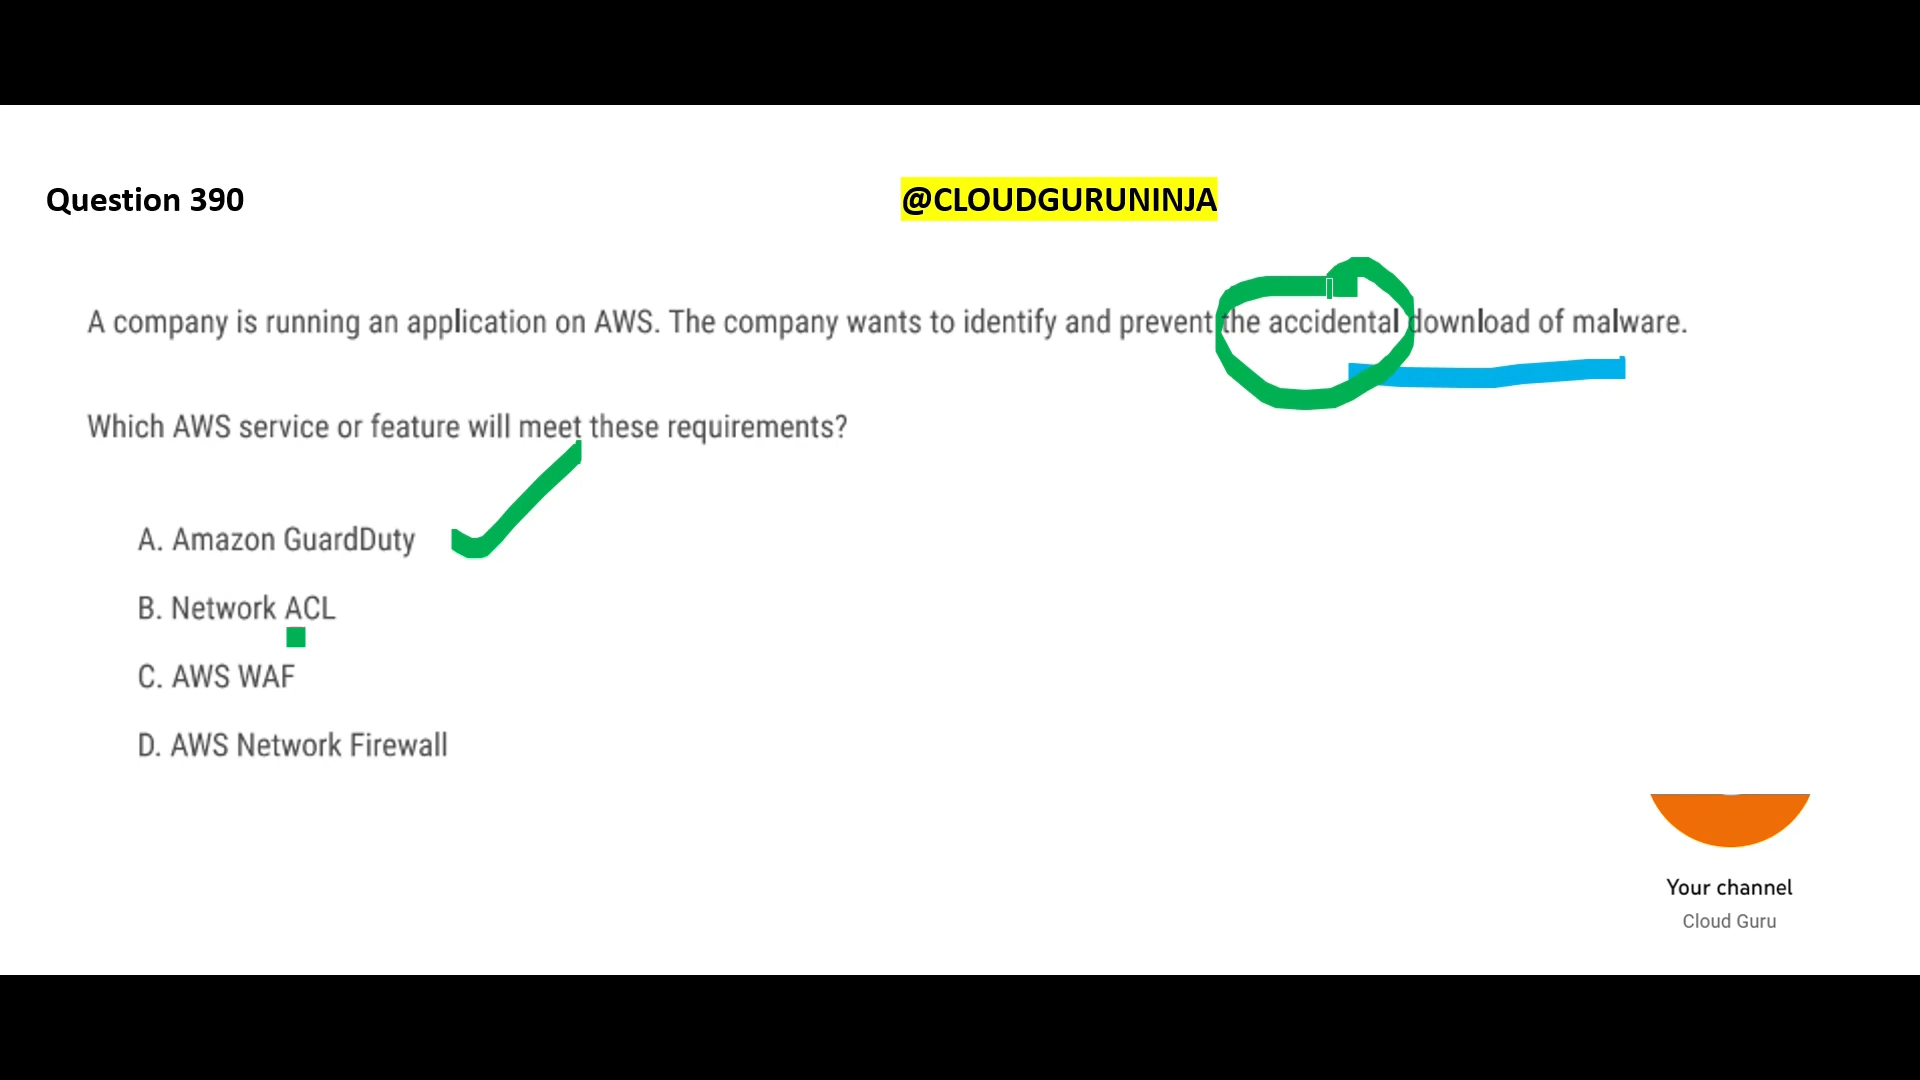 Question 390
@CLOUDGURUNINJA
A company is running an application on AWS. The company wants to identify and prevent the accidental download of malware.
Which AWS service or feature will meet these requirements?
A. Amazon GuardDuty
B. Network ACL
C. AWS WAF
D. AWS Network Firewall
Your channel
Cloud Guru